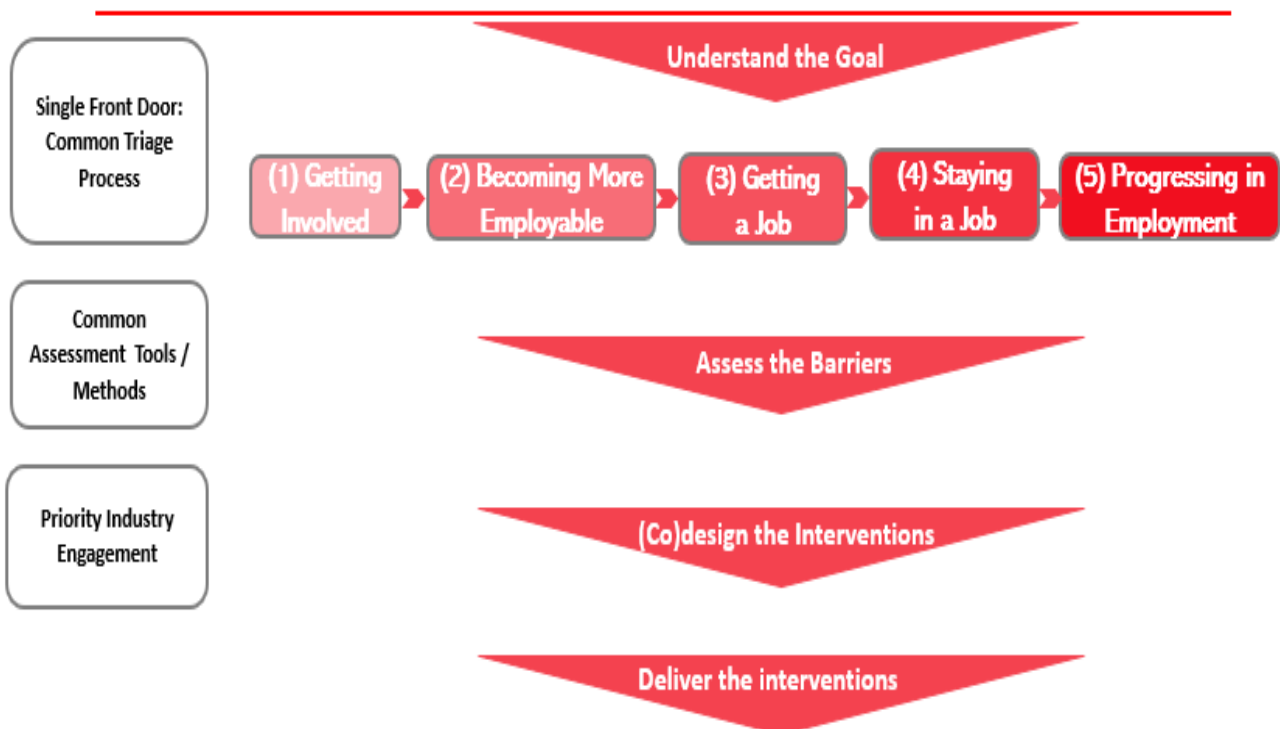 Understand the Goal
Single Front Door:
Common Triage
Process
(1) Getting
Involved
(2) Becoming More
Employable
(3) Getting
a Job
(4) Staying
in a Job
(5) Progressing in
Employment
Common
Assessment Tools /
Methods
Assess the Barriers
Priority Industry
Engagement
(Co)design the Interventions
Deliver the interventions